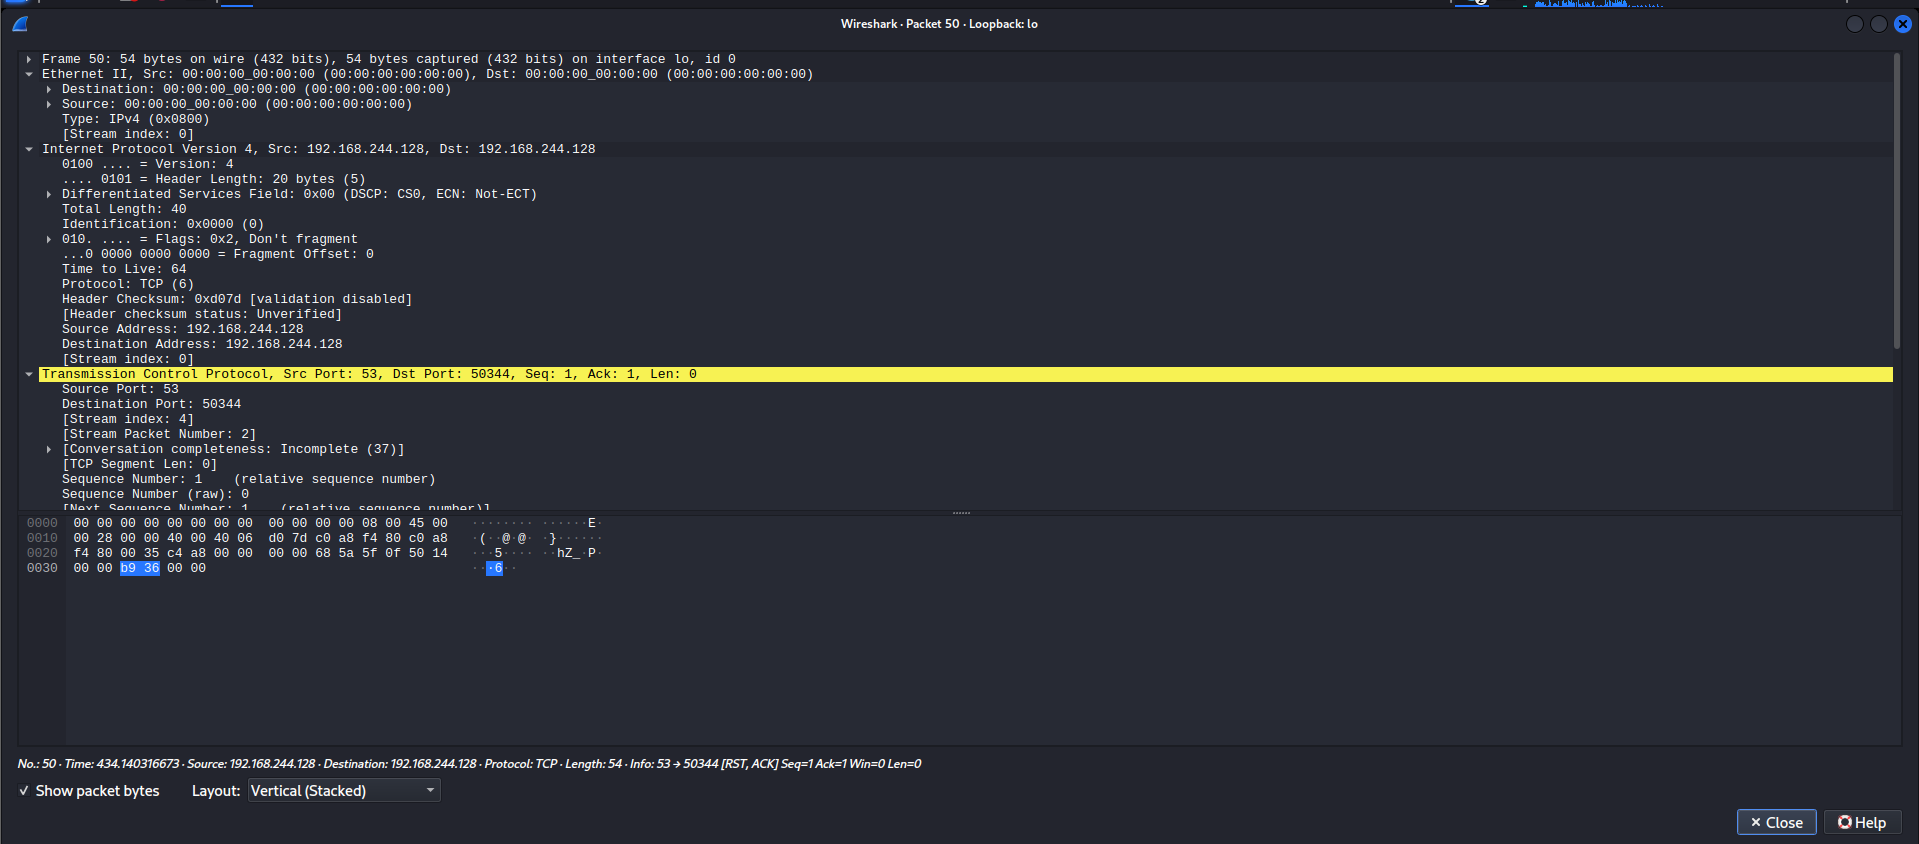 Wireshark · Packet 50 · Loopback: lo
Frame 50: 54 bytes on wire (432 bits), 54 bytes captured (432 bits) on interface lo, id 0
Ethernet II, Src: 00:00:00_00:00:00 (00:00:00:00:00:00), Dst: 00:00:00_00:00:00 (00:00:00:00:00:00)
Destination: 00:00:00_00:00:00 (00:00:00:00:00:00)
Source: 00:00:00_00:00:00 (00:00:00:00:00:00)
Type: IPv4 (0x0800)
[Stream index: 0]
Internet Protocol Version 4, Src: 192.168.244.128, Dst: 192.168.244.128
0100 .... = Version: 4
.... 0101 = Header Length: 20 bytes (5)
Differentiated Services Field: 0x00 (DSCP: CS0, ECN: Not-ECT)
Total Length: 40
Identification: 0x0000 (0)
010. .... = Flags: 0x2, Don't fragment
...0 0000 0000 0000 = Fragment Offset: 0
Time to Live: 64
Protocol: TCP (6)
Header Checksum: 0xd07d [validation disabled]
[Header checksum status: Unverified]
Source Address: 192.168.244.128
Destination Address: 192.168.244.128
[Stream index: 0]
Transmission Control Protocol, Src Port: 53, Dst Port: 50344, Seq: 1, Ack: 1, Len: 0
Source Port: 53
Destination Port: 50344
[Stream index: 4]
[Stream Packet Number: 2]
[Conversation completeness: Incomplete (37)]
[TCP Segment Len: 0]
Sequence Number: 1    (relative sequence number)
Sequence Number (raw): 0
[Next Sequence Number: 1    (relative sequence number)]
0000 00 00 00 00 00 00 00 00 00 00 00 00 08 00 45 00 ········ ······E·
0010 00 28 00 00 40 00 40 06 d0 7d c0 a8 f4 80 c0 a8 ·(··@·@· ·}······
0020 f4 80 00 35 c4 a8 00 00 00 00 68 5a 5f 0f 50 14 ···5···· ··hZ_·P·
0030 00 00 b9 36 00 00 ···6··
No.: 50 · Time: 434.140316673 · Source: 192.168.244.128 · Destination: 192.168.244.128 · Protocol: TCP · Length: 54 · Info: 53 → 50344 [RST, ACK] Seq=1 Ack=1 Win=0 Len=0
Show packet bytes Layout: Vertical (Stacked)
Close Help